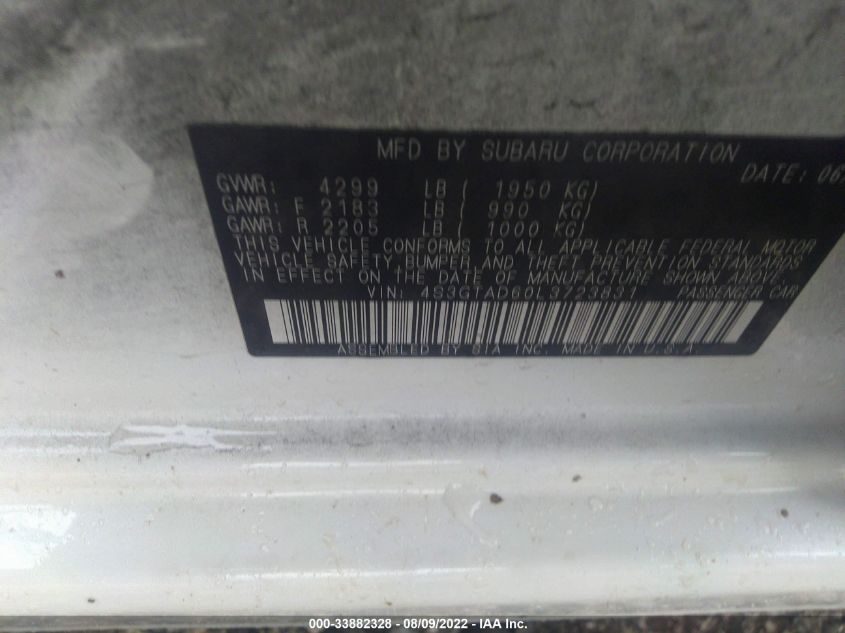 MFD BY SUBARU CORPORATION
DATE: 06
GVWR: 4299 LB ( 1950 KG)
GAWR: F 2183 LB ( 990 KG)
GAWR: R 2205 LB ( 1000 KG)
THIS VEHICLE CONFORMS TO ALL APPLICABLE FEDERAL MOTOR
VEHICLE SAFETY, BUMPER AND THEFT PREVENTION STANDARDS
IN EFFECT ON THE DATE OF MANUFACTURE SHOWN ABOVE.
VIN: 4S3GTAD60L3723837 PASSENGER CAR
ASSEMBLED BY SIA INC. MADE IN U.S.A.
000-33882328 - 08/09/2022 - IAA Inc.